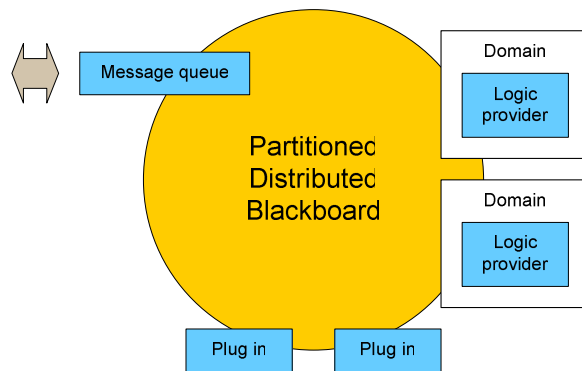 Message queue
Domain
Logic
provider
Partitioned
Distributed
Blackboard
Domain
Logic
provider
Plug in
Plug in